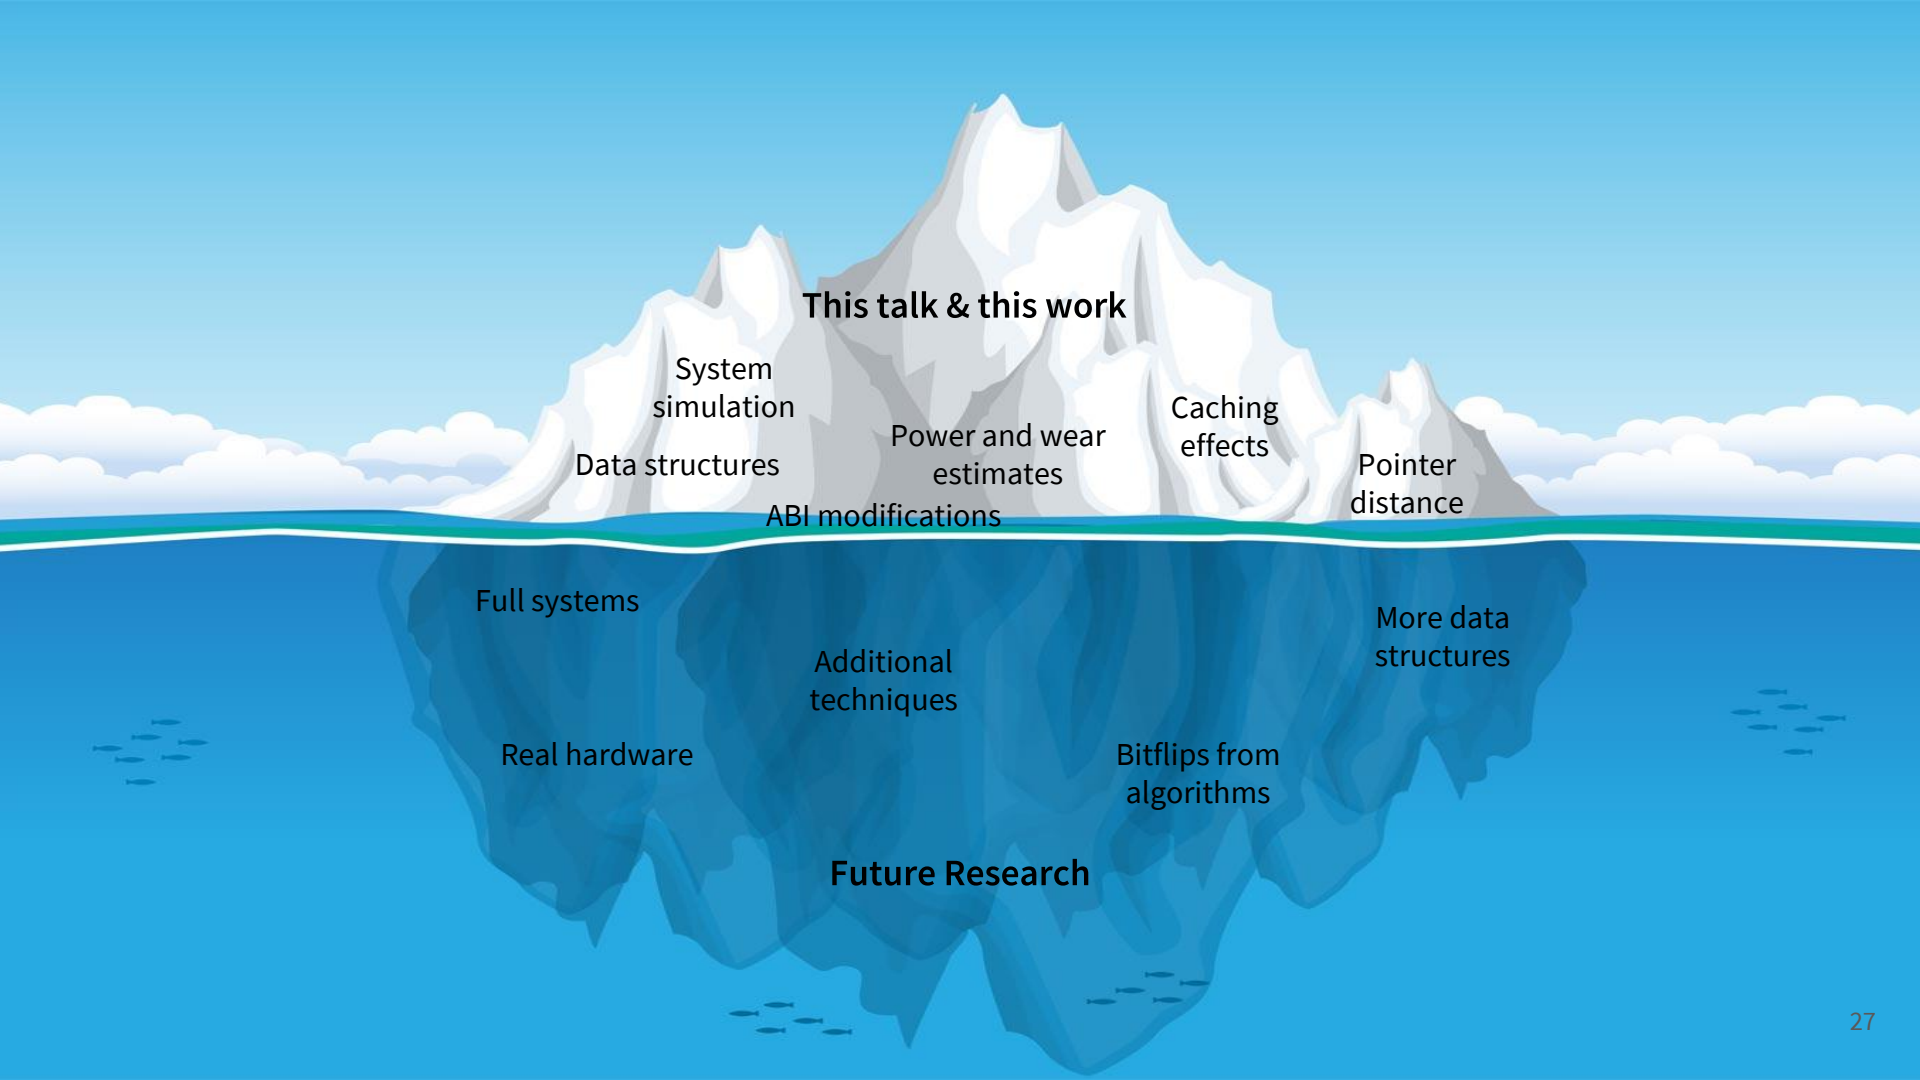 This talk & this work
System
simulation
Data structures
Power and wear
estimates
Caching
effects
Pointer
distance
ABI modifications
Full systems
More data
structures
Additional
techniques
Real hardware
Bitflips from
algorithms
Future Research
27